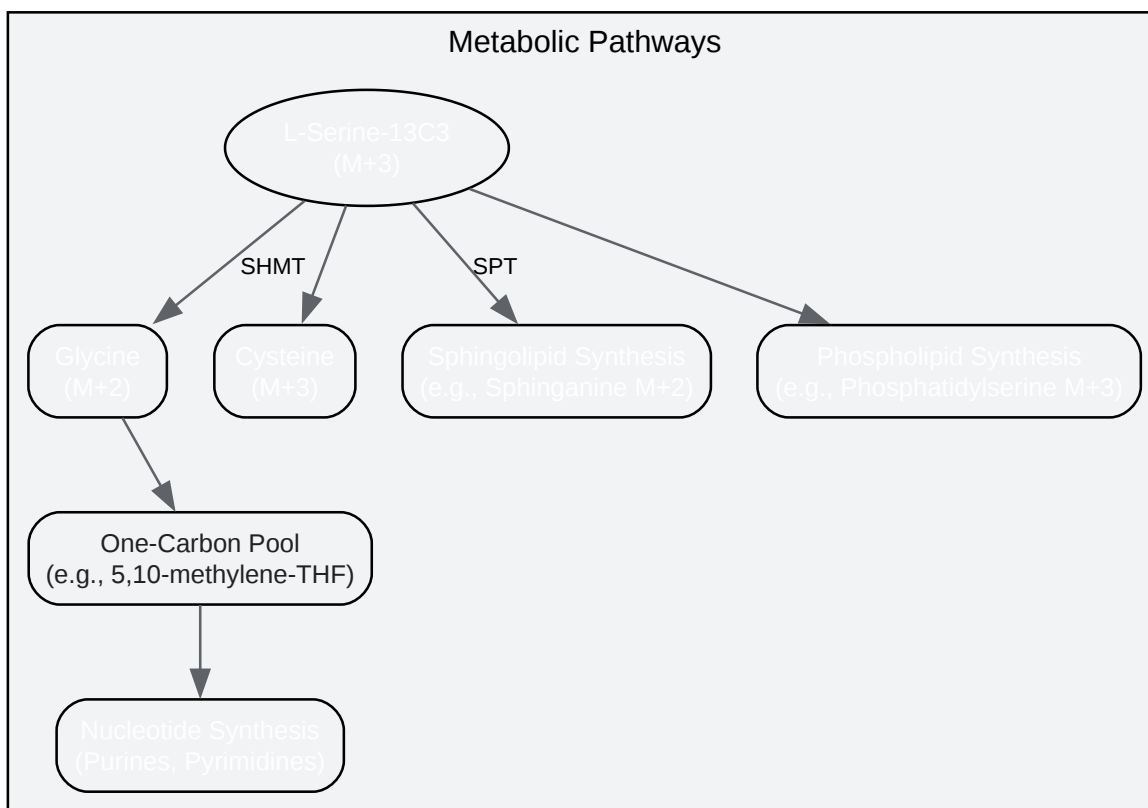 Metabolic Pathways
L-Serine-13C3
(M+3)
SHMT
SPT
Glycine
(M+2)
Cysteine
(M+3)
Sphingolipid Synthesis
(e.g., Sphinganine M+2)
Phospholipid Synthesis
(e.g., Phosphatidylserine M+3)
One-Carbon Pool
(e.g., 5,10-methylene-THF)
Nucleotide Synthesis
(Purines, Pyrimidines)